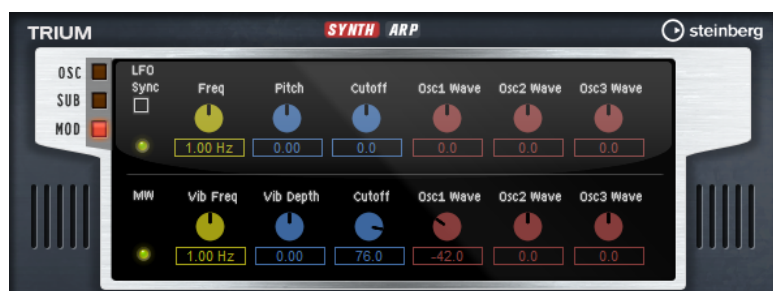 TRIUM SYNTH ARP steinberg
OSC
SUB
MOD
LFO
Sync Freq Pitch Cutoff Osc1 Wave Osc2 Wave Osc3 Wave
1.00 Hz 0.00 0.0 0.0 0.0 0.0
MW Vib Freq Vib Depth Cutoff Osc1 Wave Osc2 Wave Osc3 Wave
1.00 Hz 0.00 76.0 -42.0 0.0 0.0